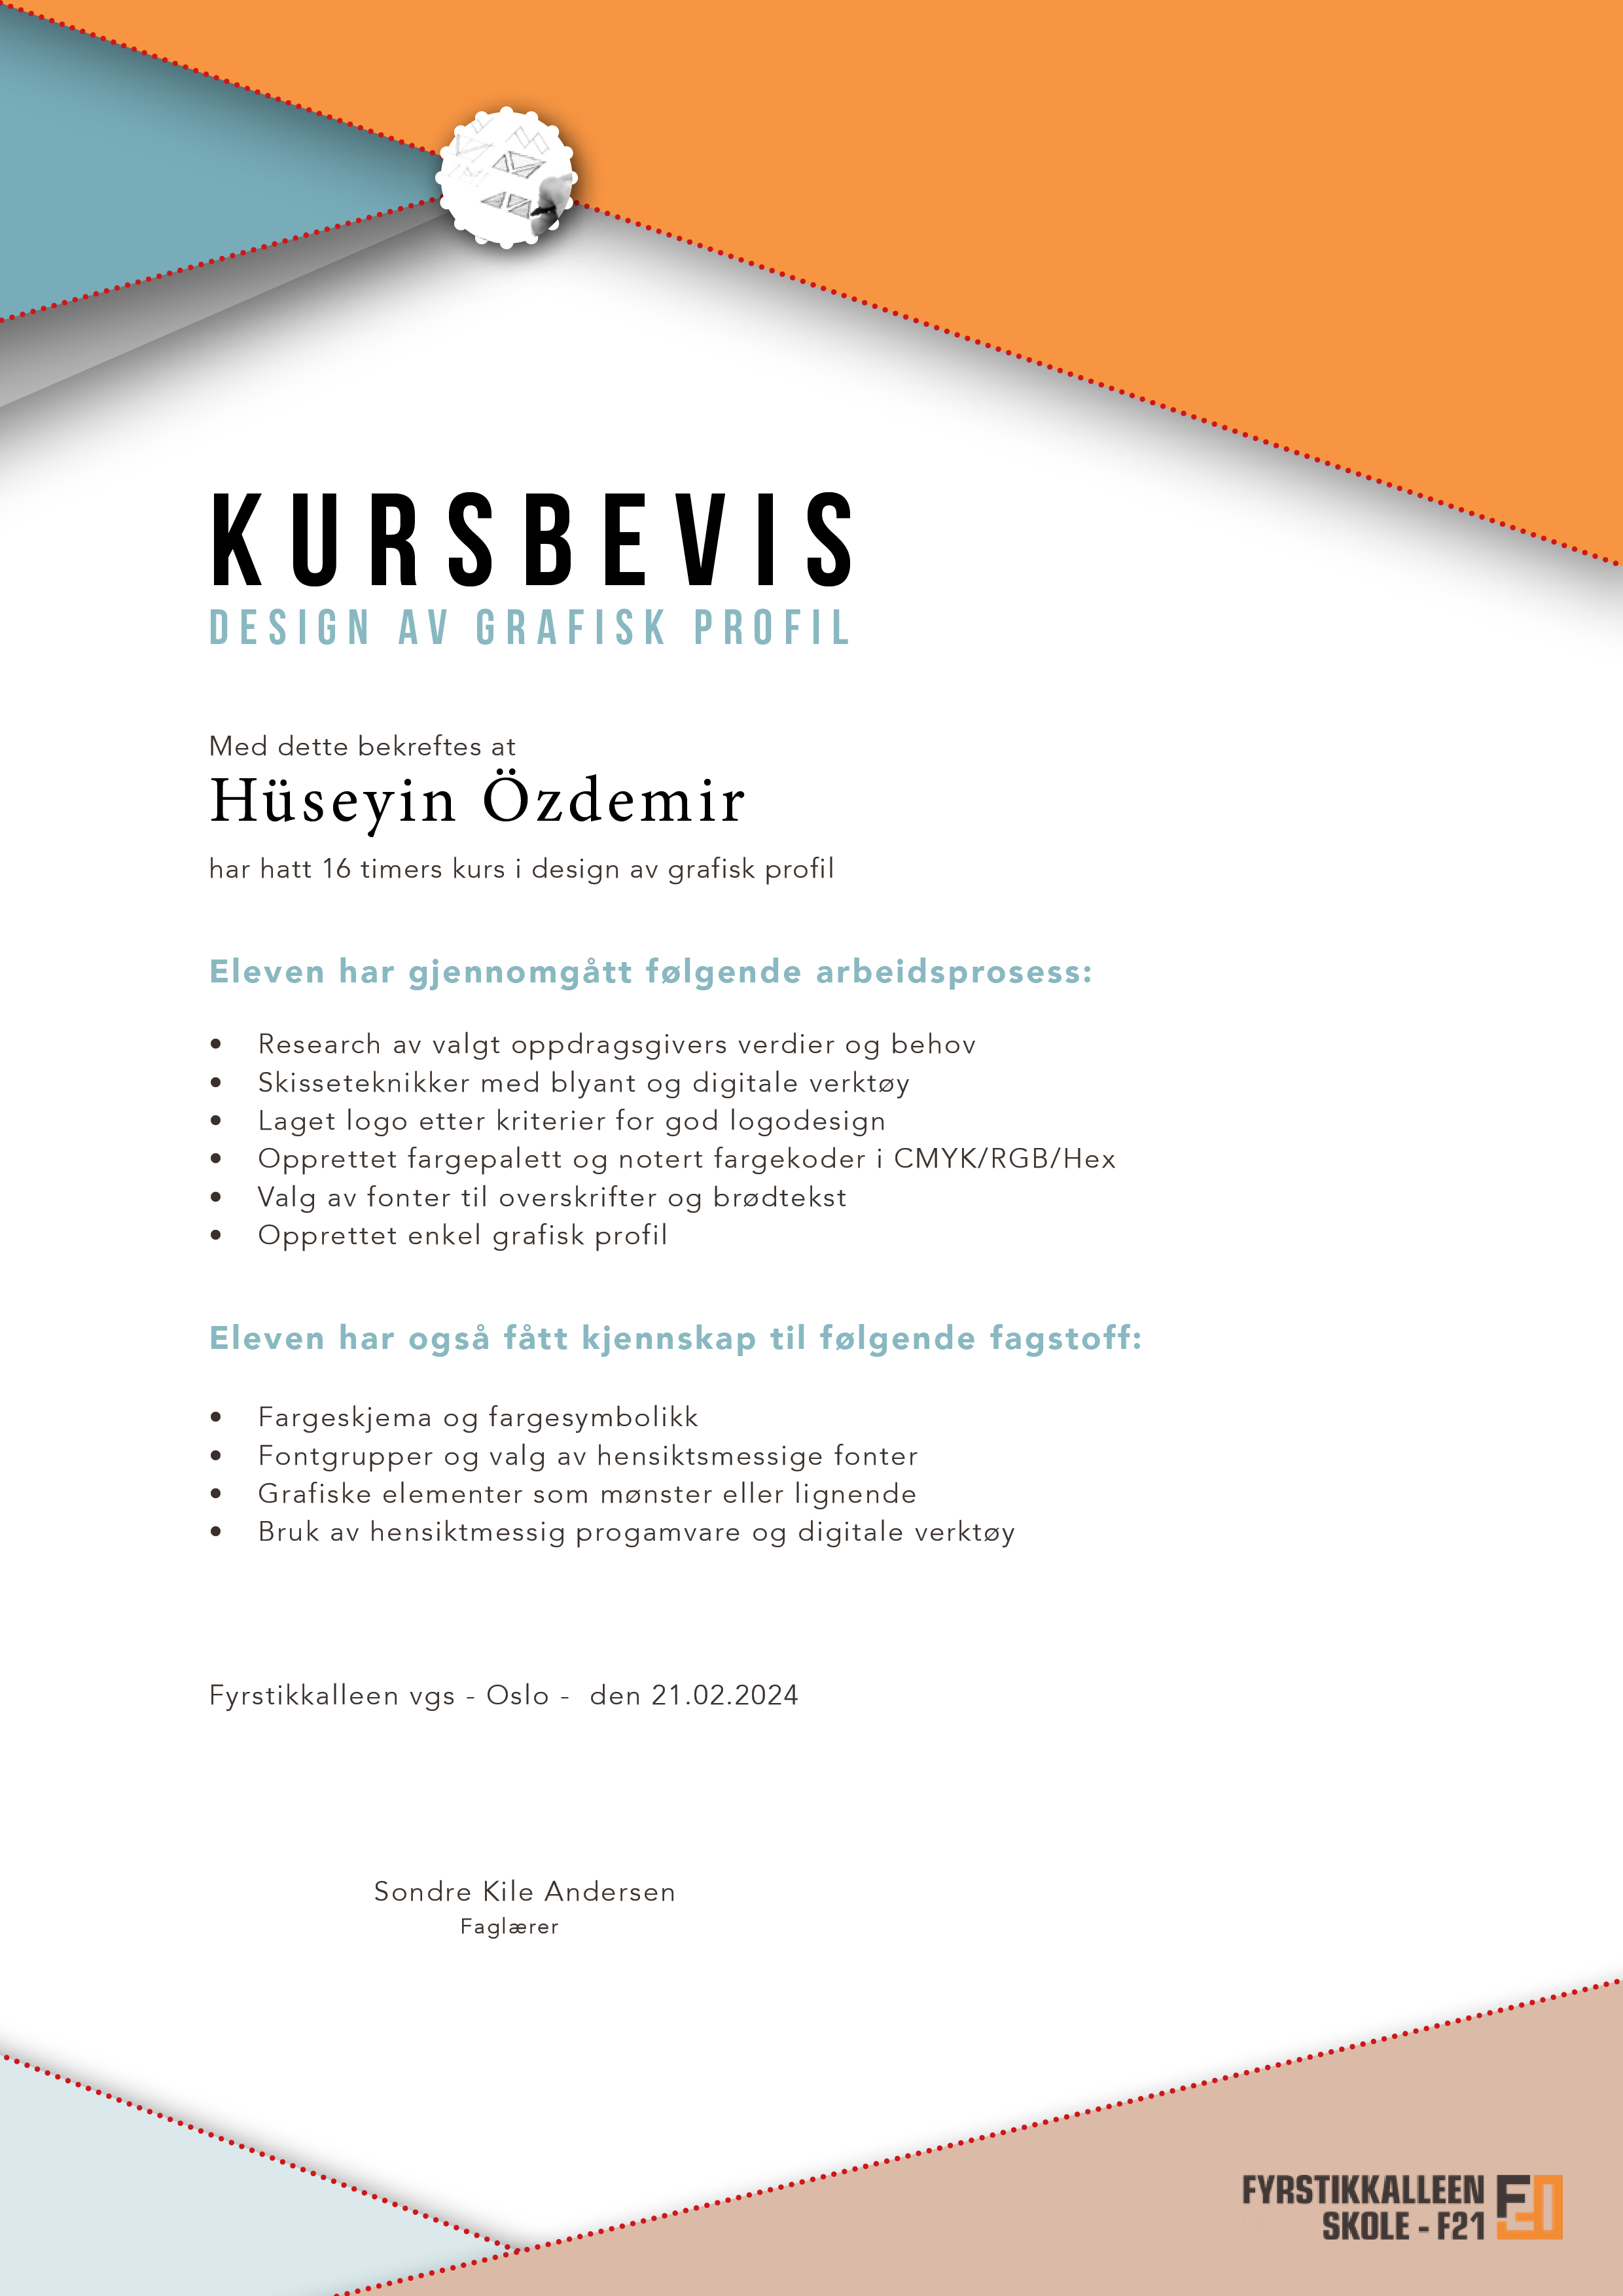 KURSBEVIS
DESIGN AV GRAFISK PROFIL
Med dette bekreftes at
Hüseyin Özdemir
har hatt 16 timers kurs i design av grafisk profil
Eleven har gjennomgått følgende arbeidsprosess:
• Research av valgt oppdragsgivers verdier og behov
• Skisseteknikker med blyant og digitale verktøy
• Laget logo etter kriterier for god logodesign
• Opprettet fargepalett og notert fargekoder i CMYK/RGB/Hex
• Valg av fonter til overskrifter og brødtekst
• Opprettet enkel grafisk profil
Eleven har også fått kjennskap til følgende fagstoff:
• Fargeskjema og fargesymbolikk
• Fontgrupper og valg av hensiktsmessige fonter
• Grafiske elementer som mønster eller lignende
• Bruk av hensiktmessig progamvare og digitale verktøy
Fyrstikkalleen vgs - Oslo - den 21.02.2024
Sondre Kile Andersen
Faglærer
FYRSTIKKALLEEN
SKOLE - F21